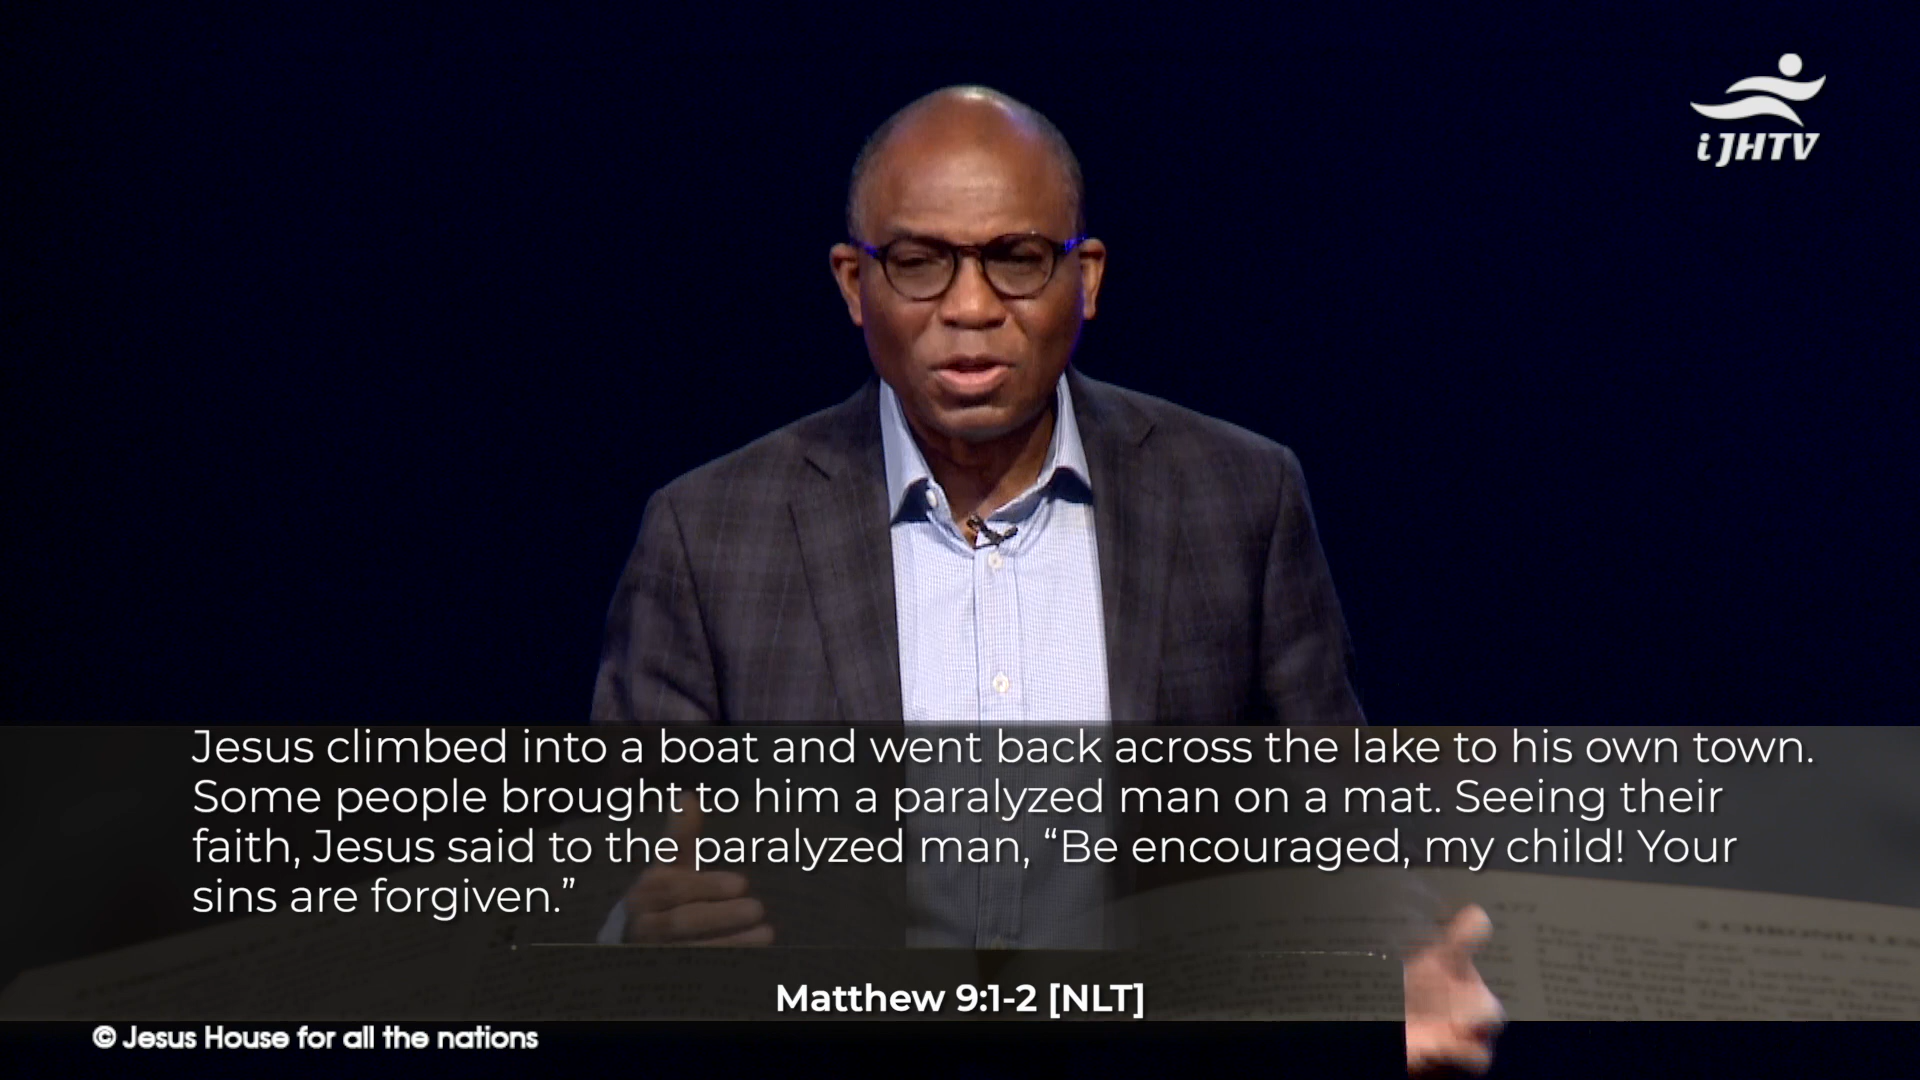 i JHTV
Jesus climbed into a boat and went back across the lake to his own town.
Some people brought to him a paralyzed man on a mat. Seeing their
faith, Jesus said to the paralyzed man, “Be encouraged, my child! Your
sins are forgiven.”
Matthew 9:1-2 [NLT]
© Jesus House for all the nations